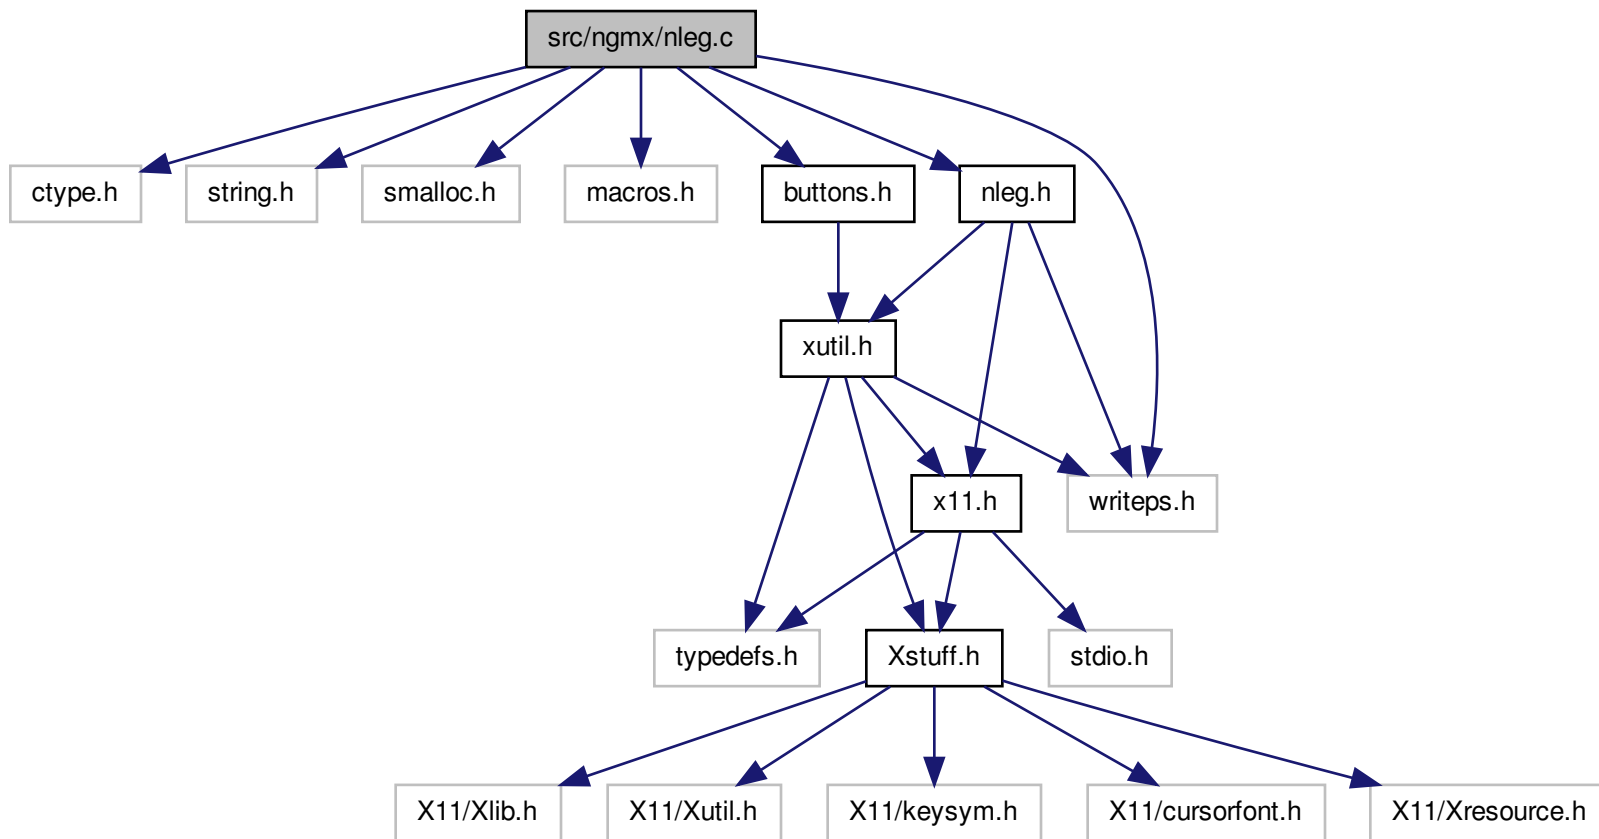 src/ngmx/nleg.c
ctype.h
string.h
smalloc.h
macros.h
buttons.h
nleg.h
xutil.h
x11.h
writeps.h
typedefs.h
Xstuff.h
stdio.h
X11/Xlib.h
X11/Xutil.h
X11/keysym.h
X11/cursorfont.h
X11/Xresource.h